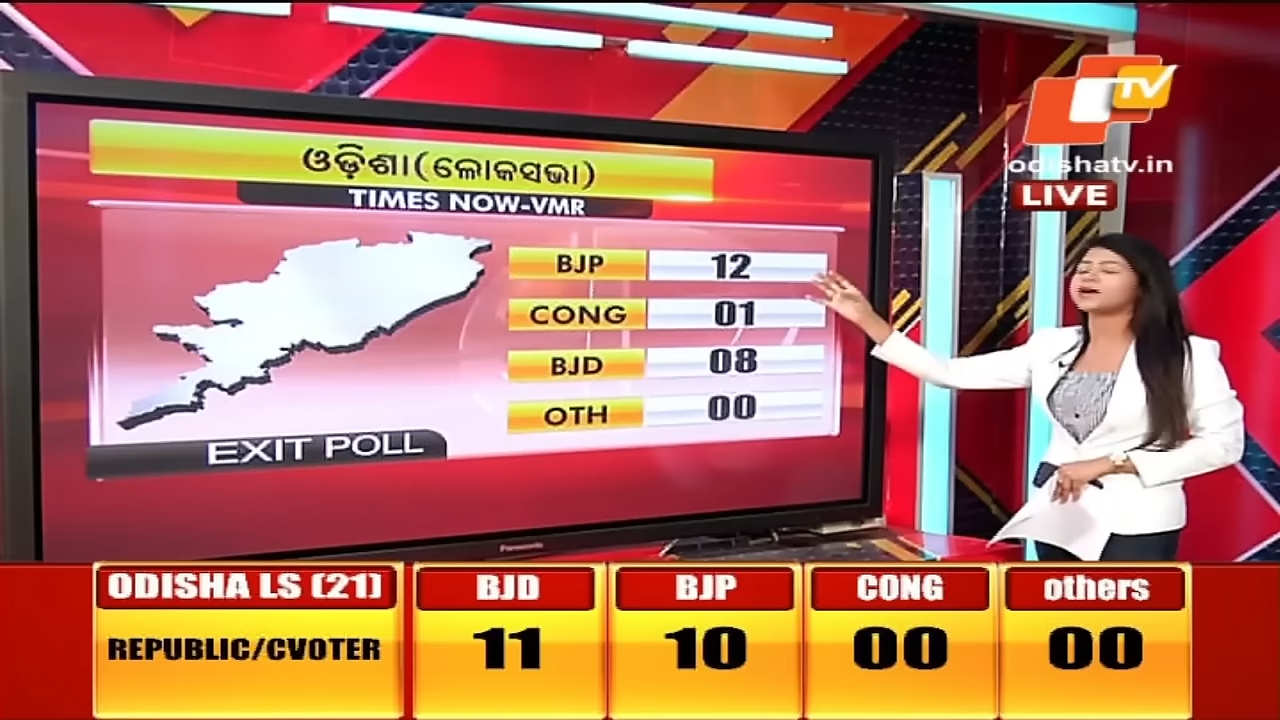 ଓଡ଼ିଶା(ଲୋକସଭା)
TIMES NOW-VMR
BJP 12
CONG 01
BJD 08
OTH 00
EXIT POLL
TV
odishatv.in
LIVE
Panasonic
ODISHA LS (21) BJD BJP CONG others
REPUBLIC/CVOTER 11 10 00 00